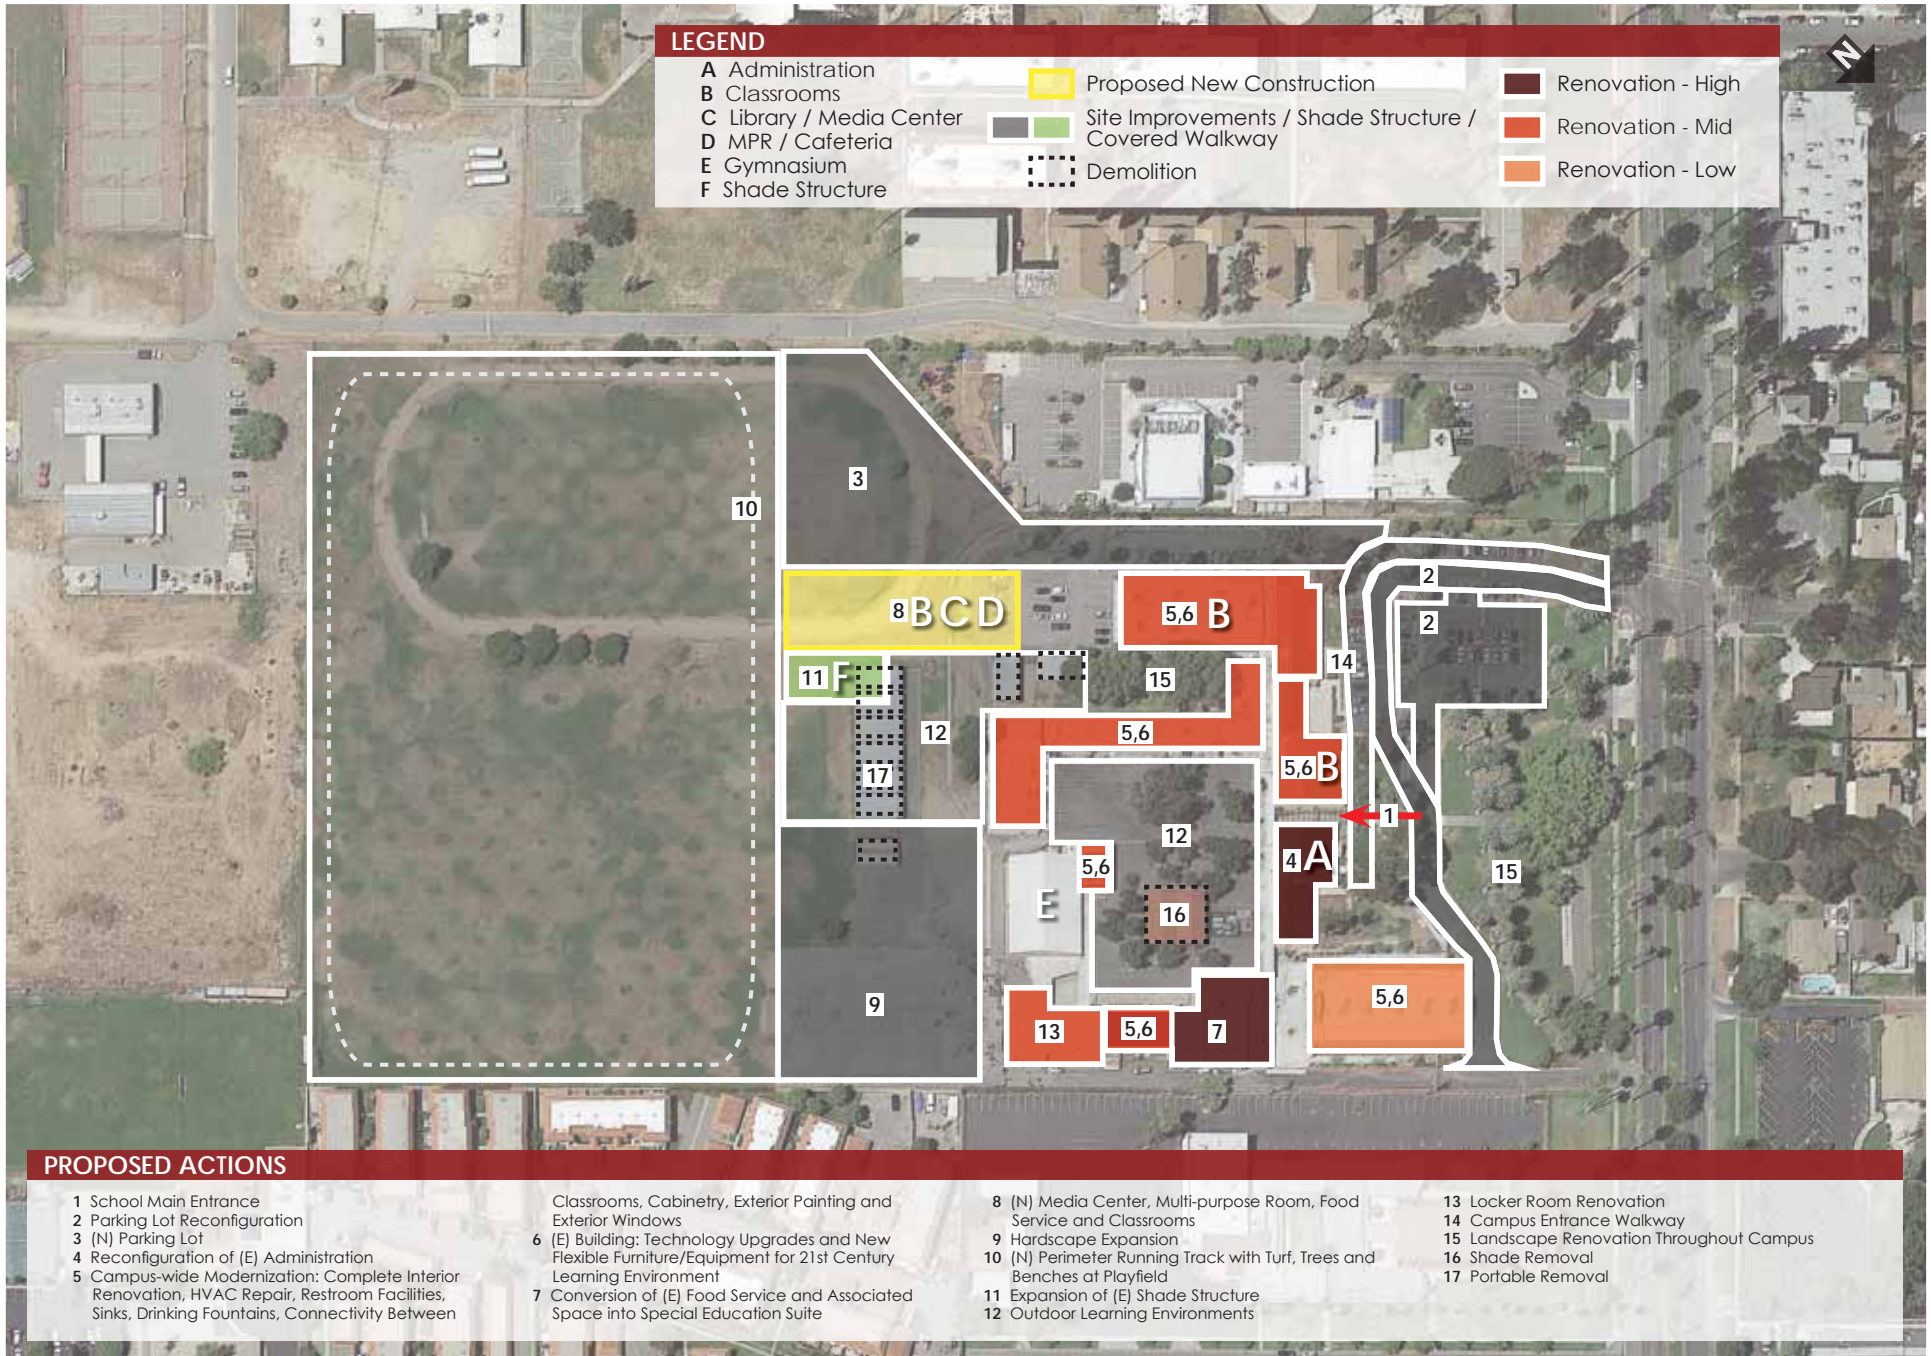 LEGEND
A Administration
B Classrooms
C Library / Media Center
D MPR / Cafeteria
E Gymnasium
F Shade Structure
Proposed New Construction
Site Improvements / Shade Structure /
Covered Walkway
Demolition
Renovation - High
Renovation - Mid
Renovation - Low
N
3
10
2
8 B C D
5,6 B
2
14
11 F
15
12
5,6
17
5,6 B
1
12
4 A
5,6
15
E
16
9
5,6
13
5,6
7
PROPOSED ACTIONS
1 School Main Entrance
2 Parking Lot Reconfiguration
3 (N) Parking Lot
4 Reconfiguration of (E) Administration
5 Campus-wide Modernization: Complete Interior
Renovation, HVAC Repair, Restroom Facilities,
Sinks, Drinking Fountains, Connectivity Between
Classrooms, Cabinetry, Exterior Painting and
Exterior Windows
6 (E) Building: Technology Upgrades and New
Flexible Furniture/Equipment for 21st Century
Learning Environment
7 Conversion of (E) Food Service and Associated
Space into Special Education Suite
8 (N) Media Center, Multi-purpose Room, Food
Service and Classrooms
9 Hardscape Expansion
10 (N) Perimeter Running Track with Turf, Trees and
Benches at Playfield
11 Expansion of (E) Shade Structure
12 Outdoor Learning Environments
13 Locker Room Renovation
14 Campus Entrance Walkway
15 Landscape Renovation Throughout Campus
16 Shade Removal
17 Portable Removal